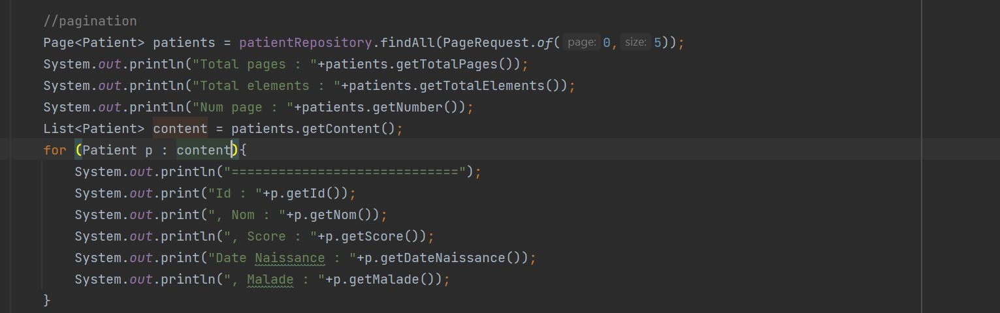 //pagination
Page<Patient> patients = patientRepository.findAll(PageRequest.of( page: 0, size: 5));
System.out.println("Total pages : "+patients.getTotalPages());
System.out.println("Total elements : "+patients.getTotalElements());
System.out.println("Num page : "+patients.getNumber());
List<Patient> content = patients.getContent();
for (Patient p : content){
System.out.println("=============================");
System.out.print("Id : "+p.getId());
System.out.print(", Nom : "+p.getNom());
System.out.println(", Score : "+p.getScore());
System.out.print("Date Naissance : "+p.getDateNaissance());
System.out.println(", Malade : "+p.getMalade());
}